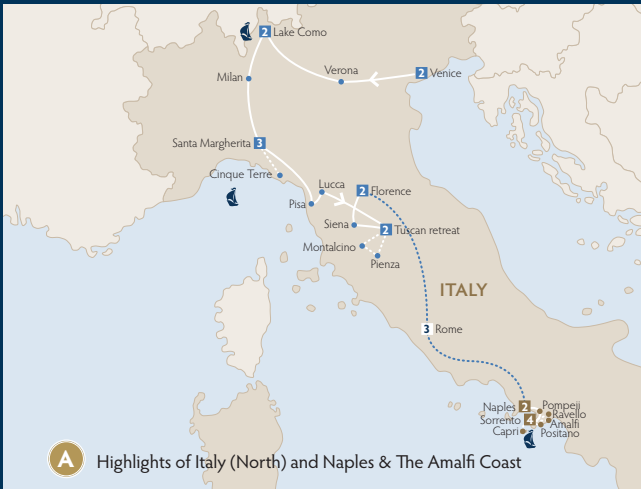 2 Lake Como
Verona
2 Venice
Milan
Santa Margherita 3
Cinque Terre
Lucca
2 Florence
Pisa
Siena
2 Tuscan retreat
Montalcino
Pienza
ITALY
3 Rome
Naples 2
Pompeii
Ravello
Sorrento 4
Amalfi
Capri
Positano
A Highlights of Italy (North) and Naples & The Amalfi Coast